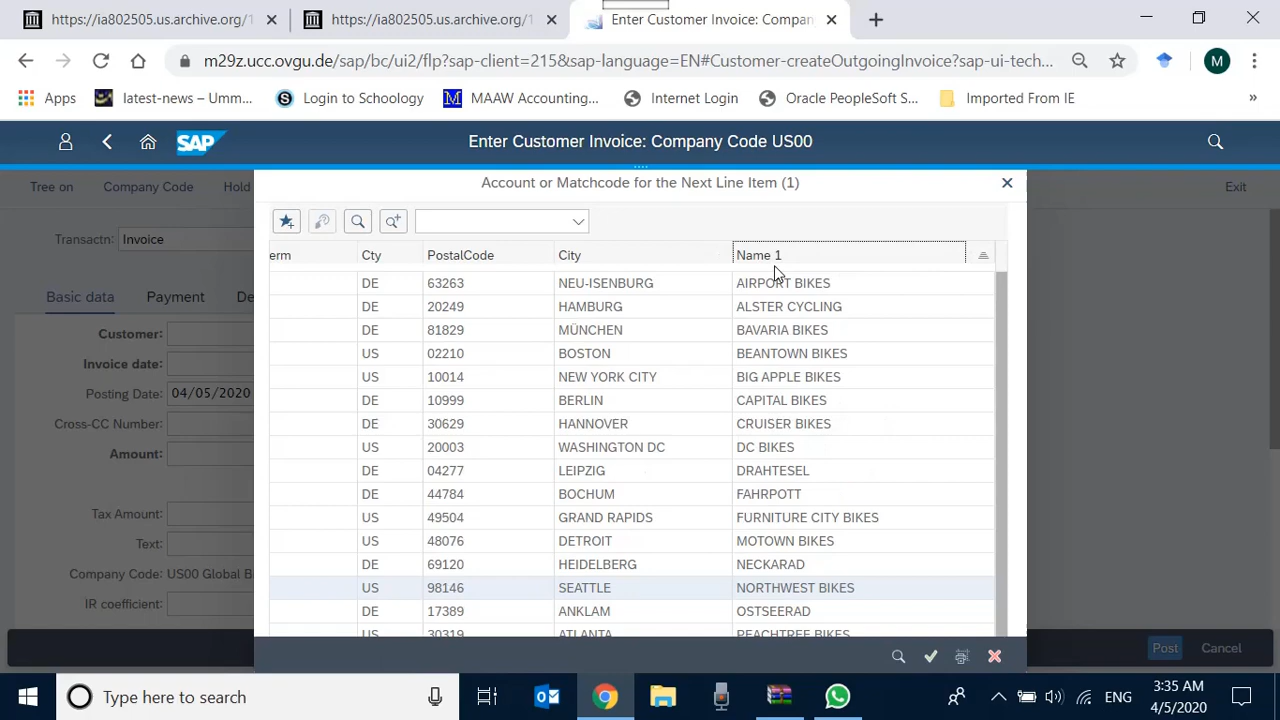 https://ia802505.us.archive.org/1 https://ia802505.us.archive.org/1 Enter Customer Invoice: Compan
m29z.ucc.ovgu.de/sap/bc/ui2/flp?sap-client=215&sap-language=EN#Customer-createOutgoingInvoice?sap-ui-tech...
M
Apps latest-news – Umm... Login to Schoology MAAW Accounting... Internet Login Oracle PeopleSoft S... Imported From IE »
SAP Enter Customer Invoice: Company Code US00
Tree on Company Code Hold Account or Matchcode for the Next Line Item (1) Exit
Transactn: Invoice
erm Cty PostalCode City Name 1
DE 63263 NEU-ISENBURG AIRPORT BIKES
Basic data Payment De
DE 20249 HAMBURG ALSTER CYCLING
Customer: DE 81829 MÜNCHEN BAVARIA BIKES
Invoice date: US 02210 BOSTON BEANTOWN BIKES
US 10014 NEW YORK CITY BIG APPLE BIKES
Posting Date: 04/05/2020 DE 10999 BERLIN CAPITAL BIKES
Cross-CC Number: DE 30629 HANNOVER CRUISER BIKES
Amount: US 20003 WASHINGTON DC DC BIKES
DE 04277 LEIPZIG DRAHTESEL
DE 44784 BOCHUM FAHRPOTT
Tax Amount: US 49504 GRAND RAPIDS FURNITURE CITY BIKES
Text: US 48076 DETROIT MOTOWN BIKES
Company Code: US00 Global B DE 69120 HEIDELBERG NECKARAD
US 98146 SEATTLE NORTHWEST BIKES
IR coefficient: DE 17389 ANKLAM OSTSEERAD
US 30319 ATLANTA PEACHTREE BIKES
Post Cancel
Type here to search ENG 3:35 AM
4/5/2020